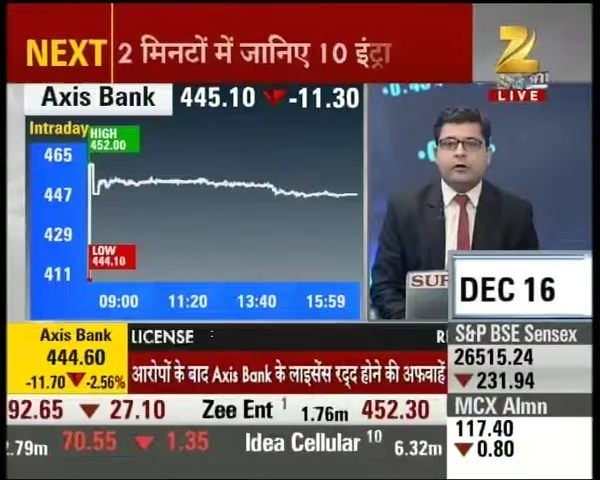 NEXT 2 मिनटों में जानिए 10 इंट्रा
LIVE
Axis Bank 445.10 -11.30
Intraday
HIGH
452.00
465
447
429
411
LOW
444.10
09:00 11:20 13:40 15:59
SUP
DEC 16
Axis Bank
444.60
-11.70 -2.56%
LICENSE
आरोपों के बाद Axis Bank के लाइसेंस रद्द होने की अफवाहें
S&P BSE Sensex
26515.24
231.94
MCX Almn
117.40
0.80
92.65 27.10 Zee Ent 1 1.76m 452.30
2.79m 70.55 1.35 Idea Cellular 10 6.32m